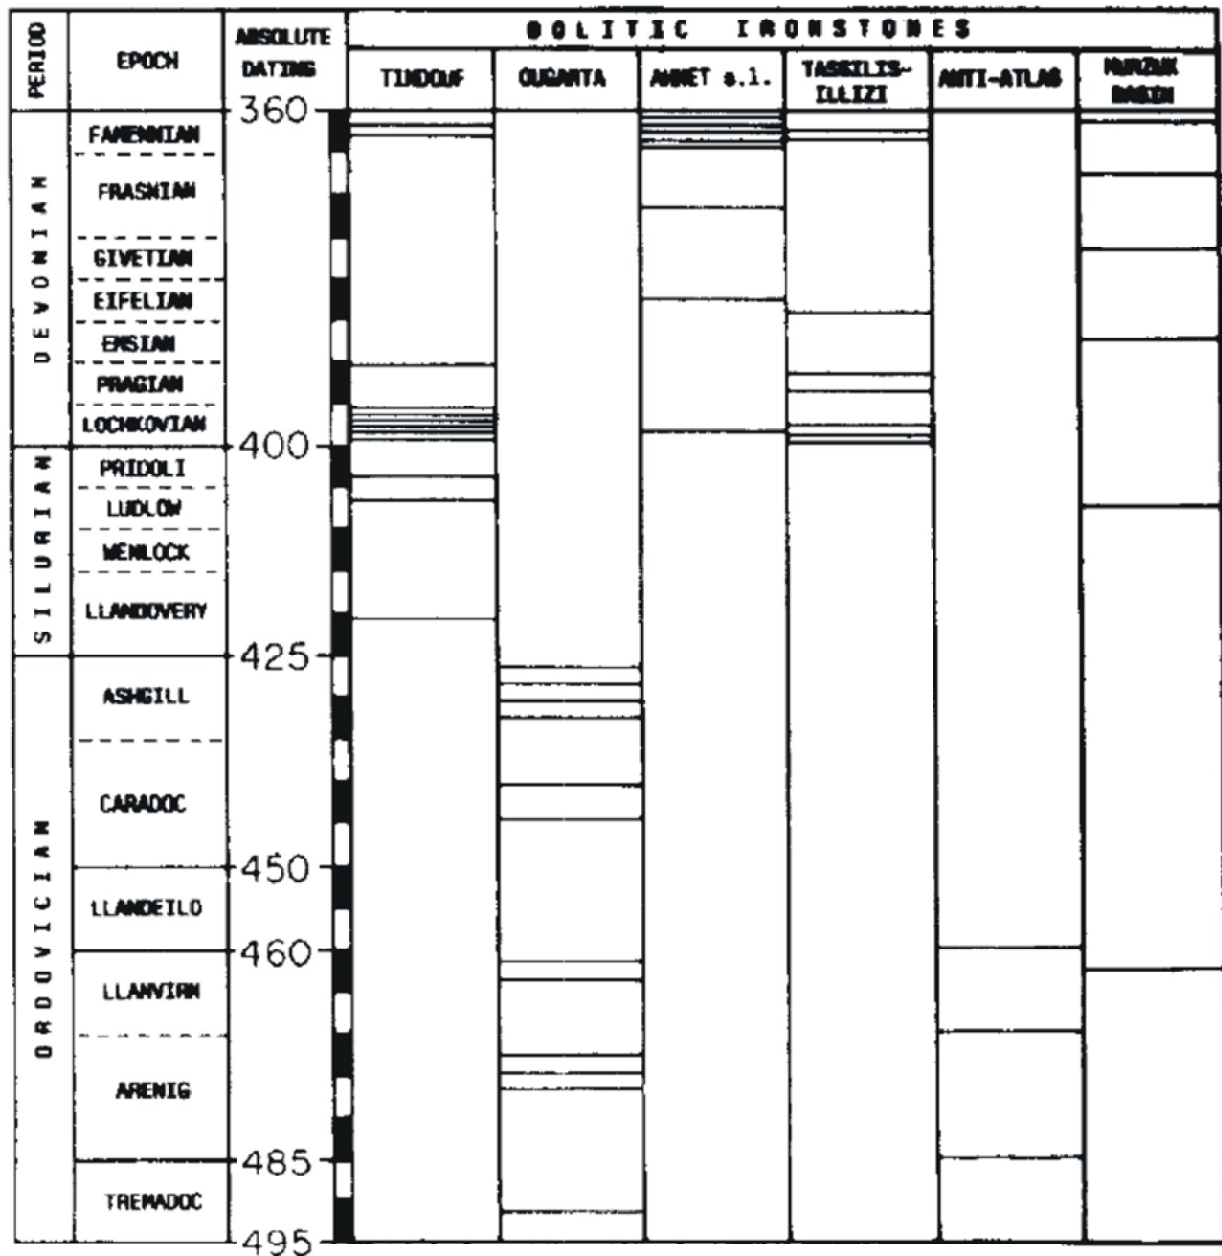 OOLITIC IRONSTONES
PERIOD
EPOCH
ABSOLUTE
DATING
TINDOUF
OUGARTA
AHNET s.l.
TASSILIS-
ILLIZI
ANTI-ATLAS
MURZUK
BASIN
360
DEVONIAN
FAMENNIAN
FRASNIAN
GIVETIAN
EIFELIAN
EMSIAN
PRAGIAN
LOCHKOVIAN
400
SILURIAN
PRIDOLI
LUDLOW
WENLOCK
LLANDOVERY
425
ORDOVICIAN
ASHGILL
CARADOC
450
LLANDEILO
460
LLANVIRN
ARENIG
485
TREMADOC
495